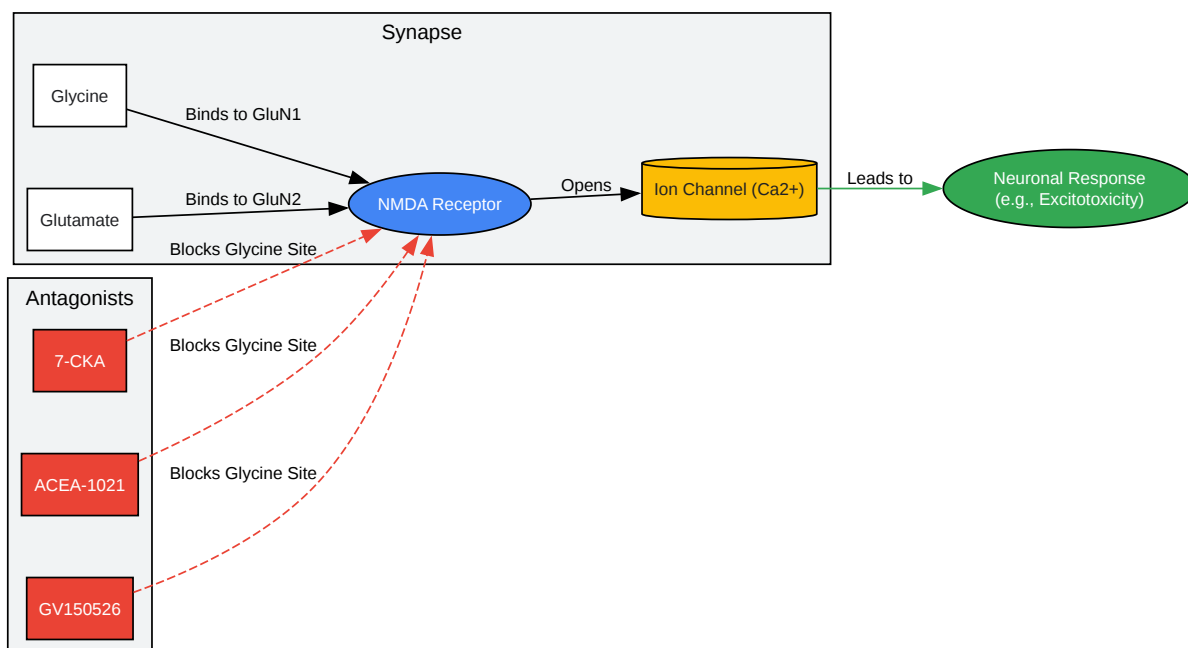 Synapse
Glycine
Binds to GluN1
Glutamate
Binds to GluN2
NMDA Receptor
Opens
Ion Channel (Ca2+)
Leads to
Neuronal Response
(e.g., Excitotoxicity)
Blocks Glycine Site
Antagonists
7-CKA
Blocks Glycine Site
ACEA-1021
Blocks Glycine Site
GV150526